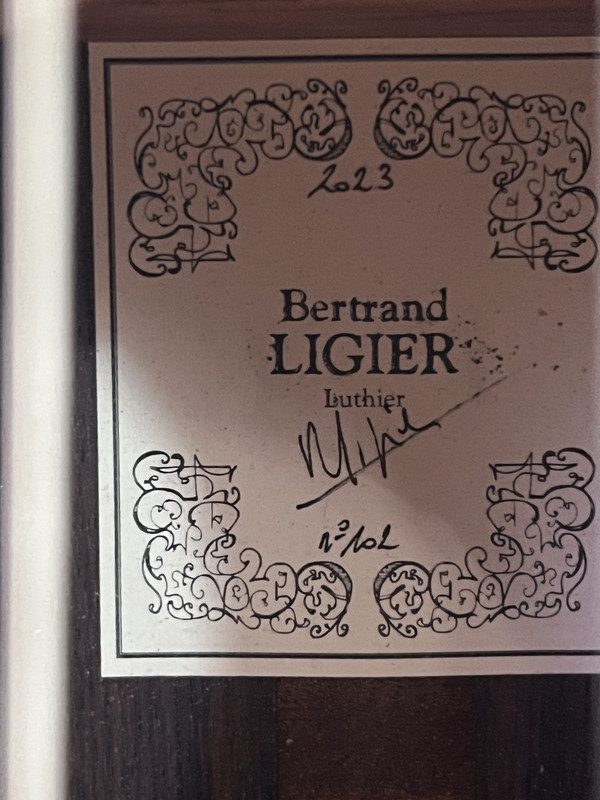 2023
Bertrand
LIGIER
Luthier
n° 102